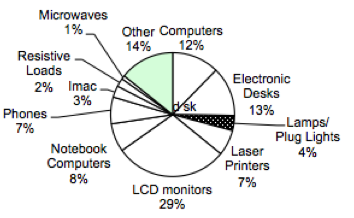 Microwaves
1%
Other
14%
Computers
12%
Resistive
Loads
2%
Imac
3%
Phones
7%
Notebook
Computers
8%
LCD monitors
29%
Laser
Printers
7%
Lamps/
Plug Lights
4%
Electronic
Desks
13%
d sk